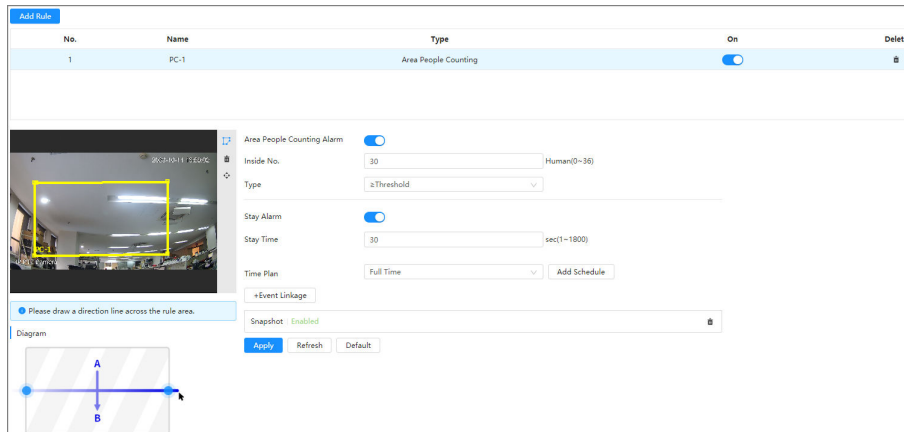 Add Rule
No. Name Type On Delet
1 PC-1 Area People Counting
Area People Counting Alarm
Inside No. 30 Human(0~36)
Type ≥Threshold
PC-1
Stay Alarm
Stay Time 30 sec(1~1800)
Time Plan Full Time Add Schedule
+Event Linkage
Please draw a direction line across the rule area.
Snapshot Enabled
Diagram
Apply Refresh Default
A
B